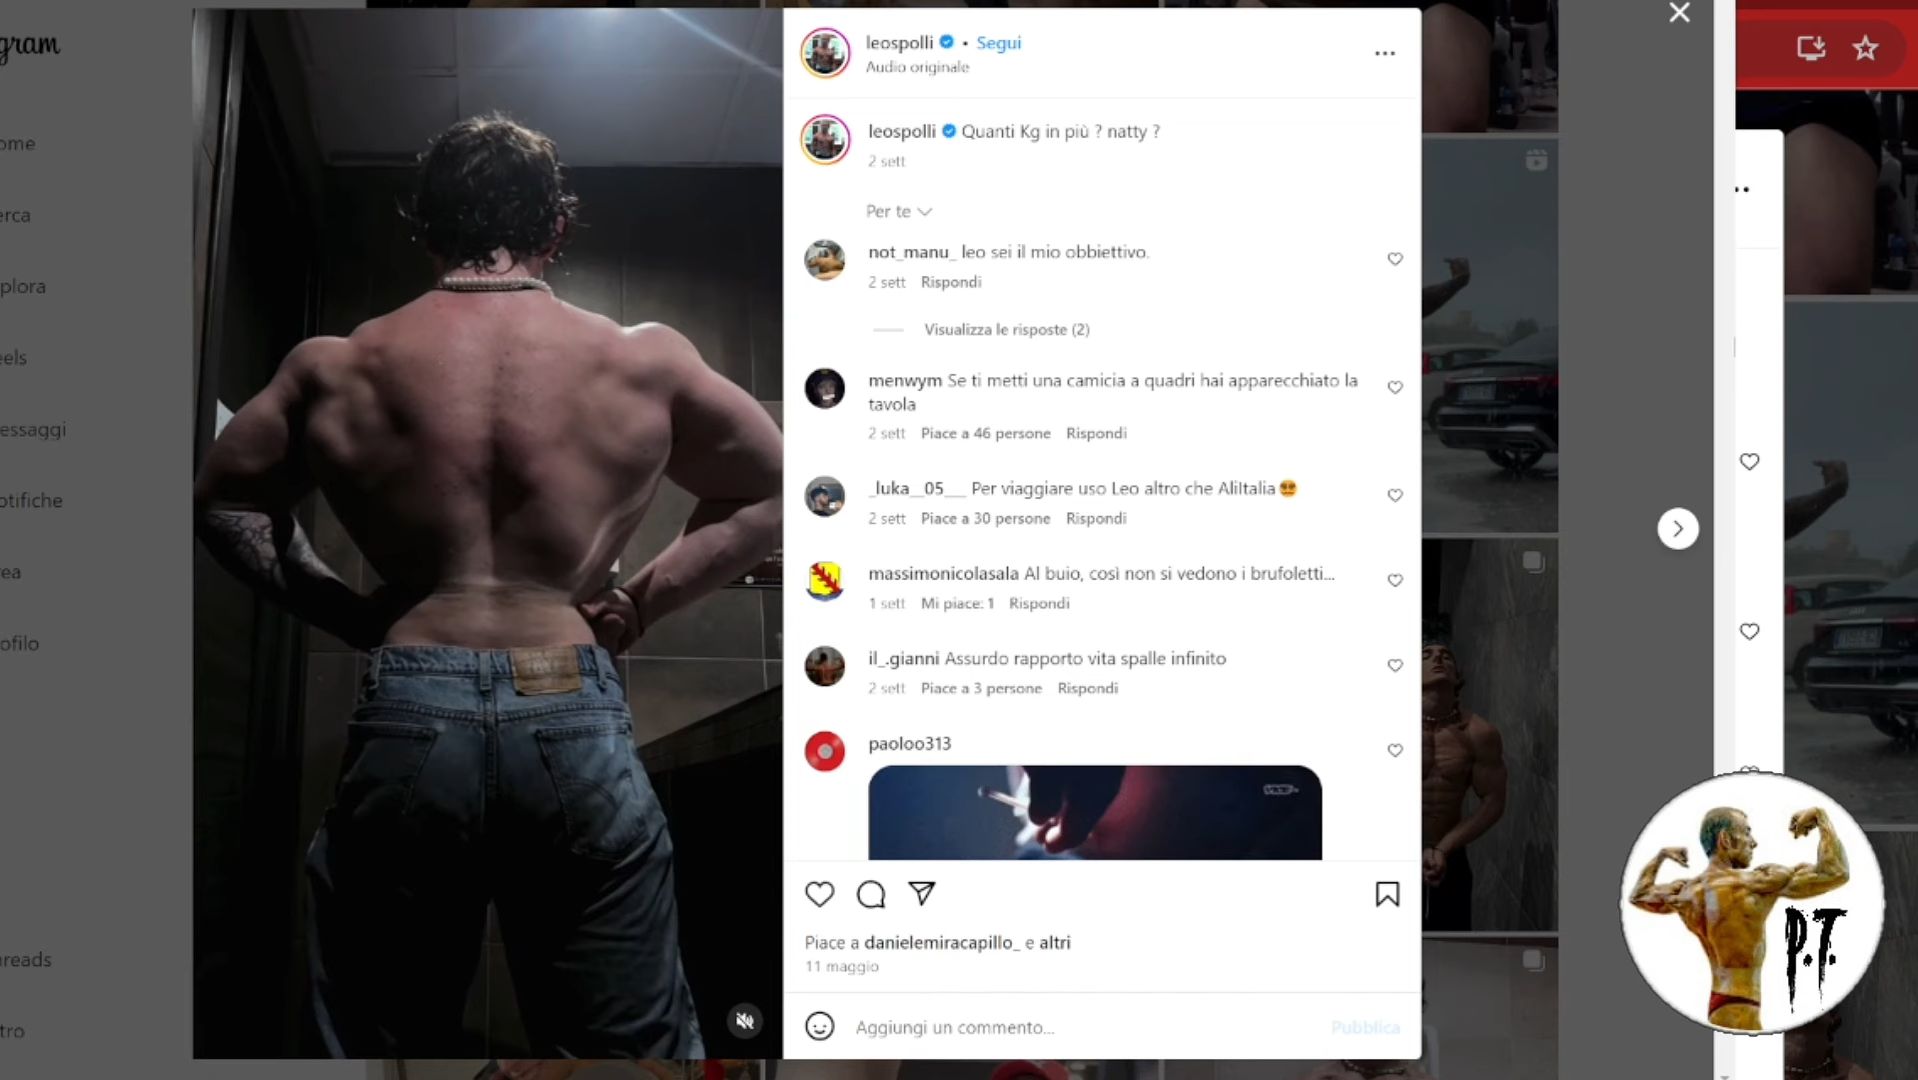 gram
ome
erca
plora
eels
essaggi
otifiche
ea
ofilo
hreads
tro
leospolli • Segui
Audio originale
leospolli Quanti Kg in più ? natty ?
2 sett
Per te
not_manu_ leo sei il mio obbiettivo.
2 sett Rispondi
Visualizza le risposte (2)
menwym Se ti metti una camicia a quadri hai apparecchiato la
tavola
2 sett Piace a 46 persone Rispondi
_luka__05___ Per viaggiare uso Leo altro che AliItalia
2 sett Piace a 30 persone Rispondi
massimonicolasala Al buio, così non si vedono i brufoletti...
1 sett Mi piace: 1 Rispondi
il_.gianni Assurdo rapporto vita spalle infinito
2 sett Piace a 3 persone Rispondi
paoloo313
Piace a danielemiracapillo_ e altri
11 maggio
Aggiungi un commento...
Pubblica
P.T.